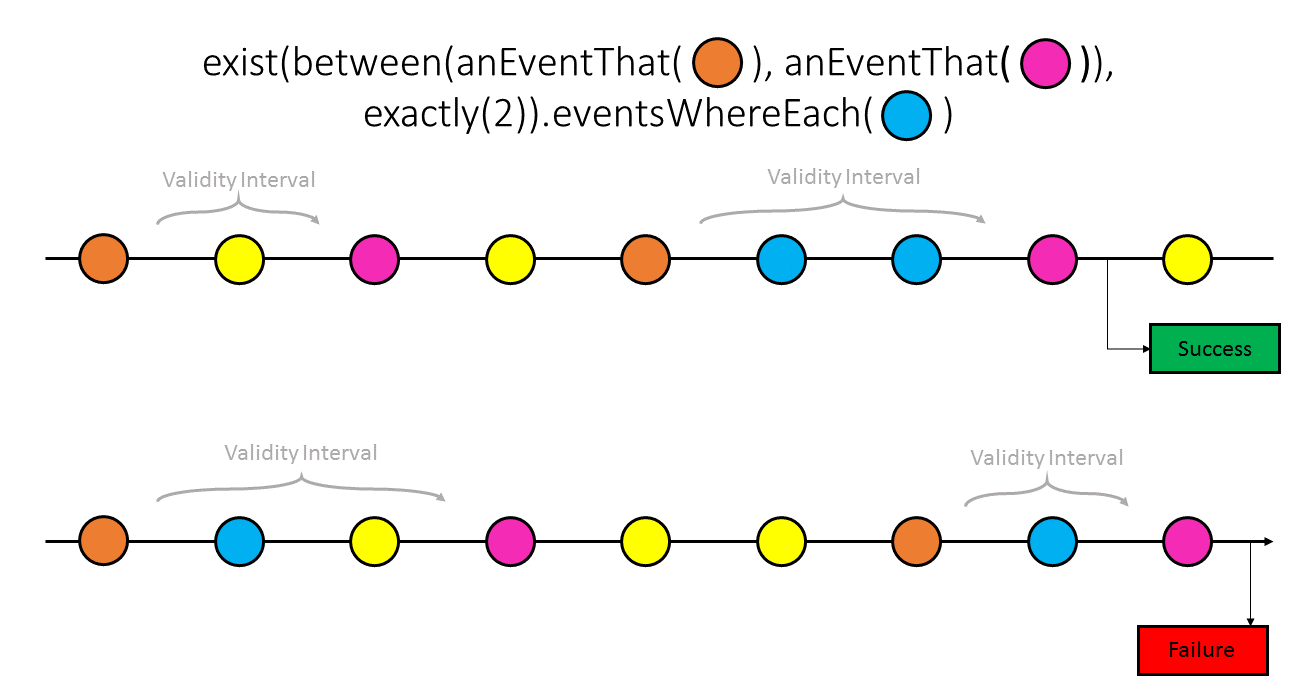 exist(between(anEventThat( ), anEventThat( )),
exactly(2)).eventsWhereEach( )
Validity Interval
Validity Interval
Success
Validity Interval
Validity Interval
Failure